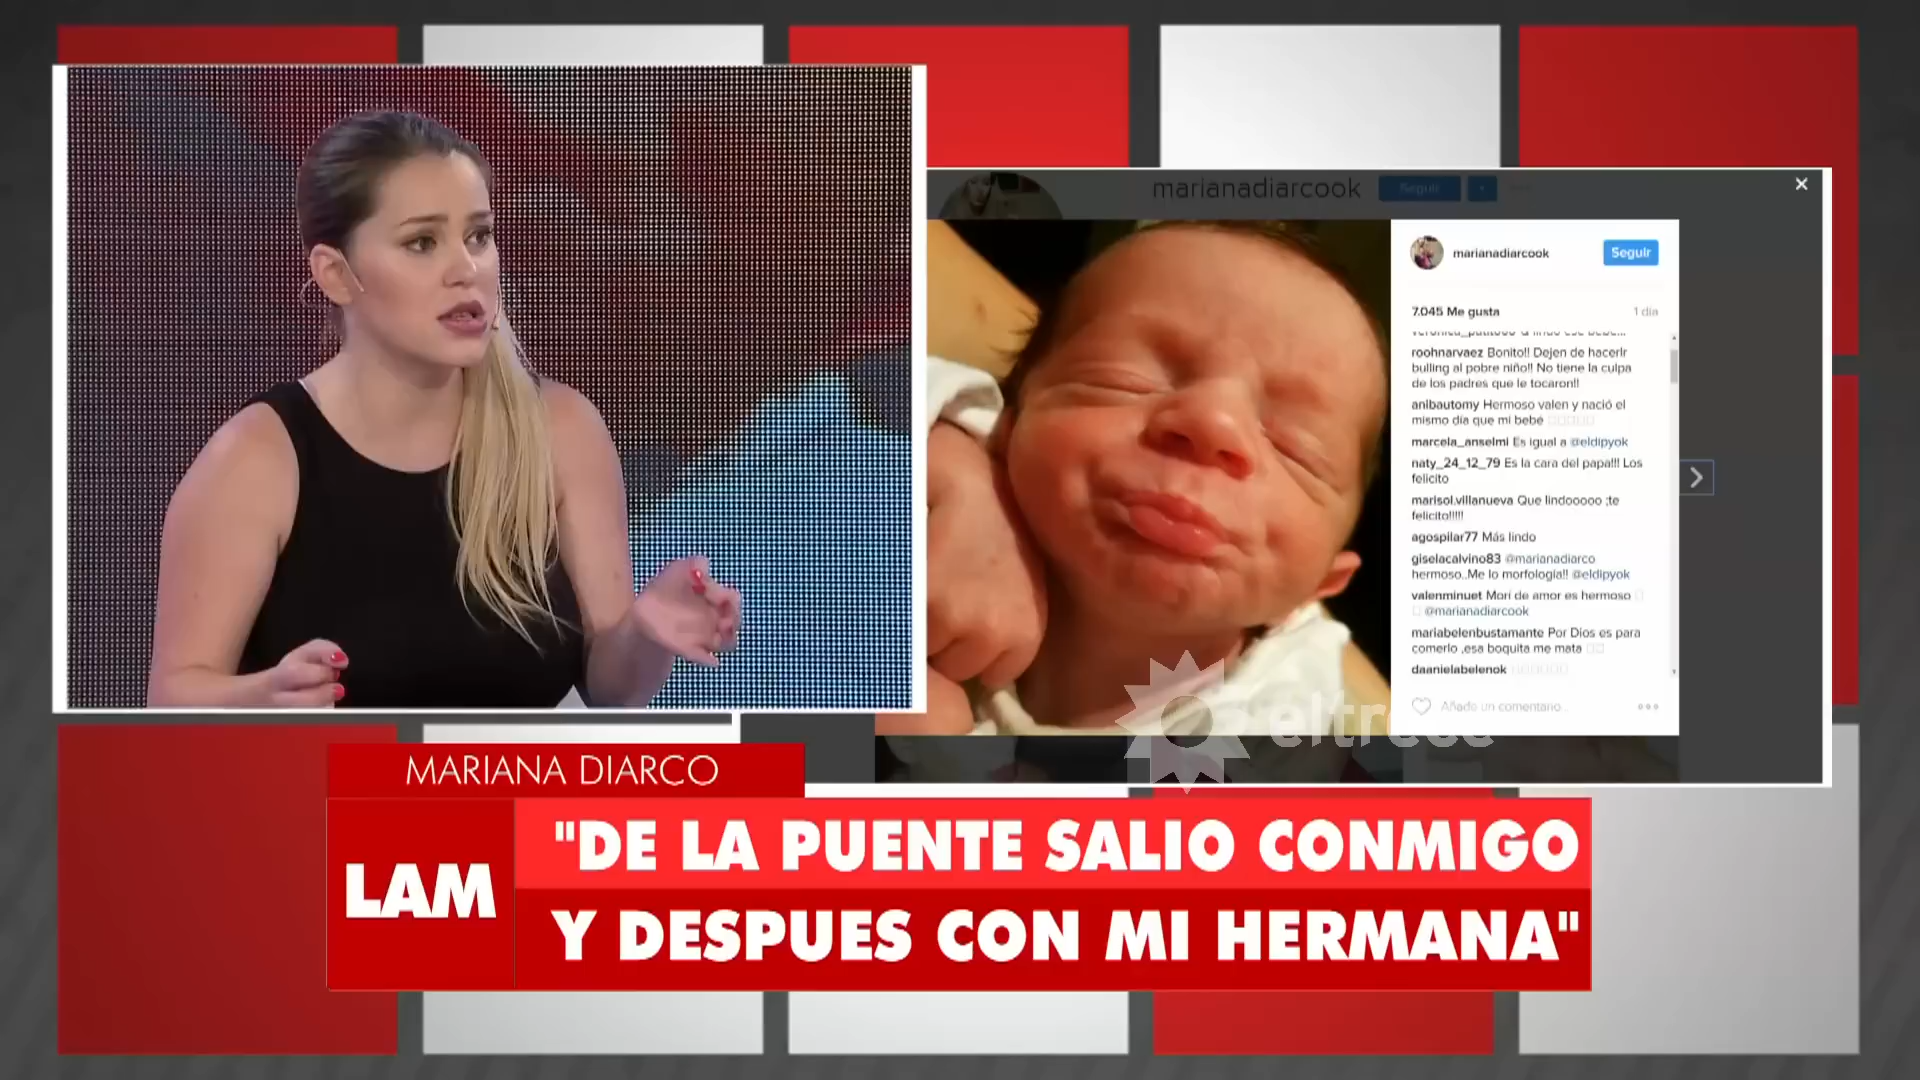 marianadiarcook Seguir
marianadiarcook Seguir
7.045 Me gusta 1 día
roohnarvaez Bonito!! Dejen de hacerlr
bulling al pobre niño!! No tiene la culpa
de los padres que le tocaron!!
anibautomy Hermoso valen y nació el
mismo día que mi bebé
marcela_anselmi Es igual a @eldipyok
naty_24_12_79 Es la cara del papa!!! Los
felicito
marisol.villanueva Que lindooooo ;te
felicito!!!!!
agospilar77 Más lindo
giselacalvino83 @marianadiarco
hermoso..Me lo morfologia!! @eldipyok
valenminuet Morí de amor es hermoso
@marianadiarcook
mariabelenbustamante Por Dios es para
comerlo ,esa boquita me mata
daanielabelenok
Añade un comentario...
eltrece
MARIANA DIARCO
LAM
"DE LA PUENTE SALIO CONMIGO
Y DESPUES CON MI HERMANA"